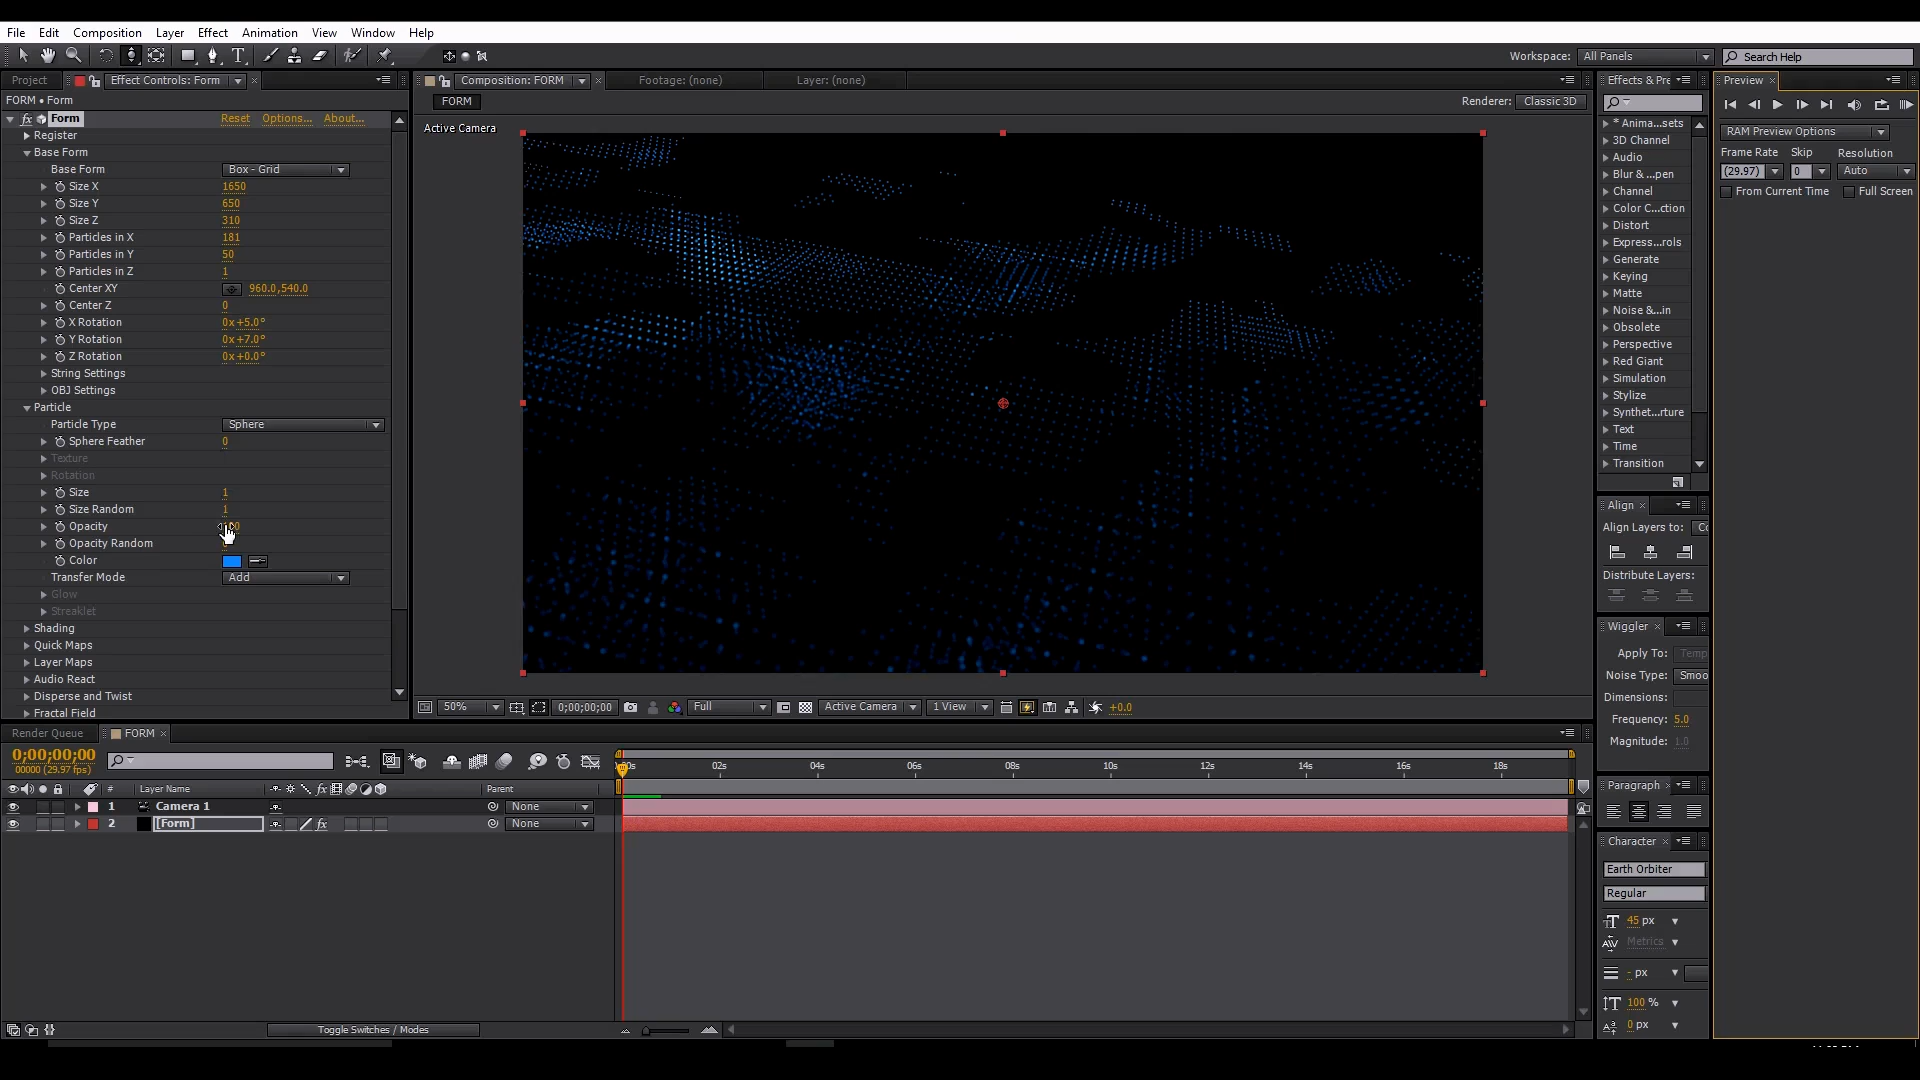 File Edit Composition Layer Effect Animation View Window Help
Workspace: All Panels Search Help
Project Effect Controls: Form Composition: FORM Footage: (none) Layer: (none) Effects & Pre Preview
FORM • Form
FORM Renderer: Classic 3D
fx Form Reset Options... About...
Active Camera
Register
Base Form
Base Form Box - Grid
Size X 1650
Size Y 650
Size Z 310
Particles in X 181
Particles in Y 50
Particles in Z 1
Center XY 960.0,540.0
Center Z 0
X Rotation 0x+5.0°
Y Rotation 0x+7.0°
Z Rotation 0x+0.0°
String Settings
OBJ Settings
Particle
Particle Type Sphere
Sphere Feather 0
Texture
Rotation
Size 1
Size Random 1
Opacity
Opacity Random
Color
Transfer Mode Add
Glow
Streaklet
Shading
Quick Maps
Layer Maps
Audio React
Disperse and Twist
Fractal Field
50% 0;00;00;00 Full Active Camera 1 View +0.0
* Anima...sets
3D Channel
Audio
Blur & ...pen
Channel
Color C...ction
Distort
Express...rols
Generate
Keying
Matte
Noise &...in
Obsolete
Perspective
Red Giant
Simulation
Stylize
Synthet...rture
Text
Time
Transition
RAM Preview Options
Frame Rate Skip Resolution
(29.97) 0 Auto
From Current Time Full Screen
Align
Align Layers to:
Distribute Layers:
Wiggler
Apply To: Temp
Noise Type: Smoo
Dimensions:
Frequency: 5.0
Magnitude: 1.0
Paragraph
Character
Earth Orbiter
Regular
45 px
Metrics
- px
100 %
0 px
Render Queue FORM
0;00;00;00
00000 (29.97 fps)
02s 04s 06s 08s 10s 12s 14s 16s 18s
# Layer Name fx Parent
1 Camera 1 None
2 [Form] fx None
Toggle Switches / Modes